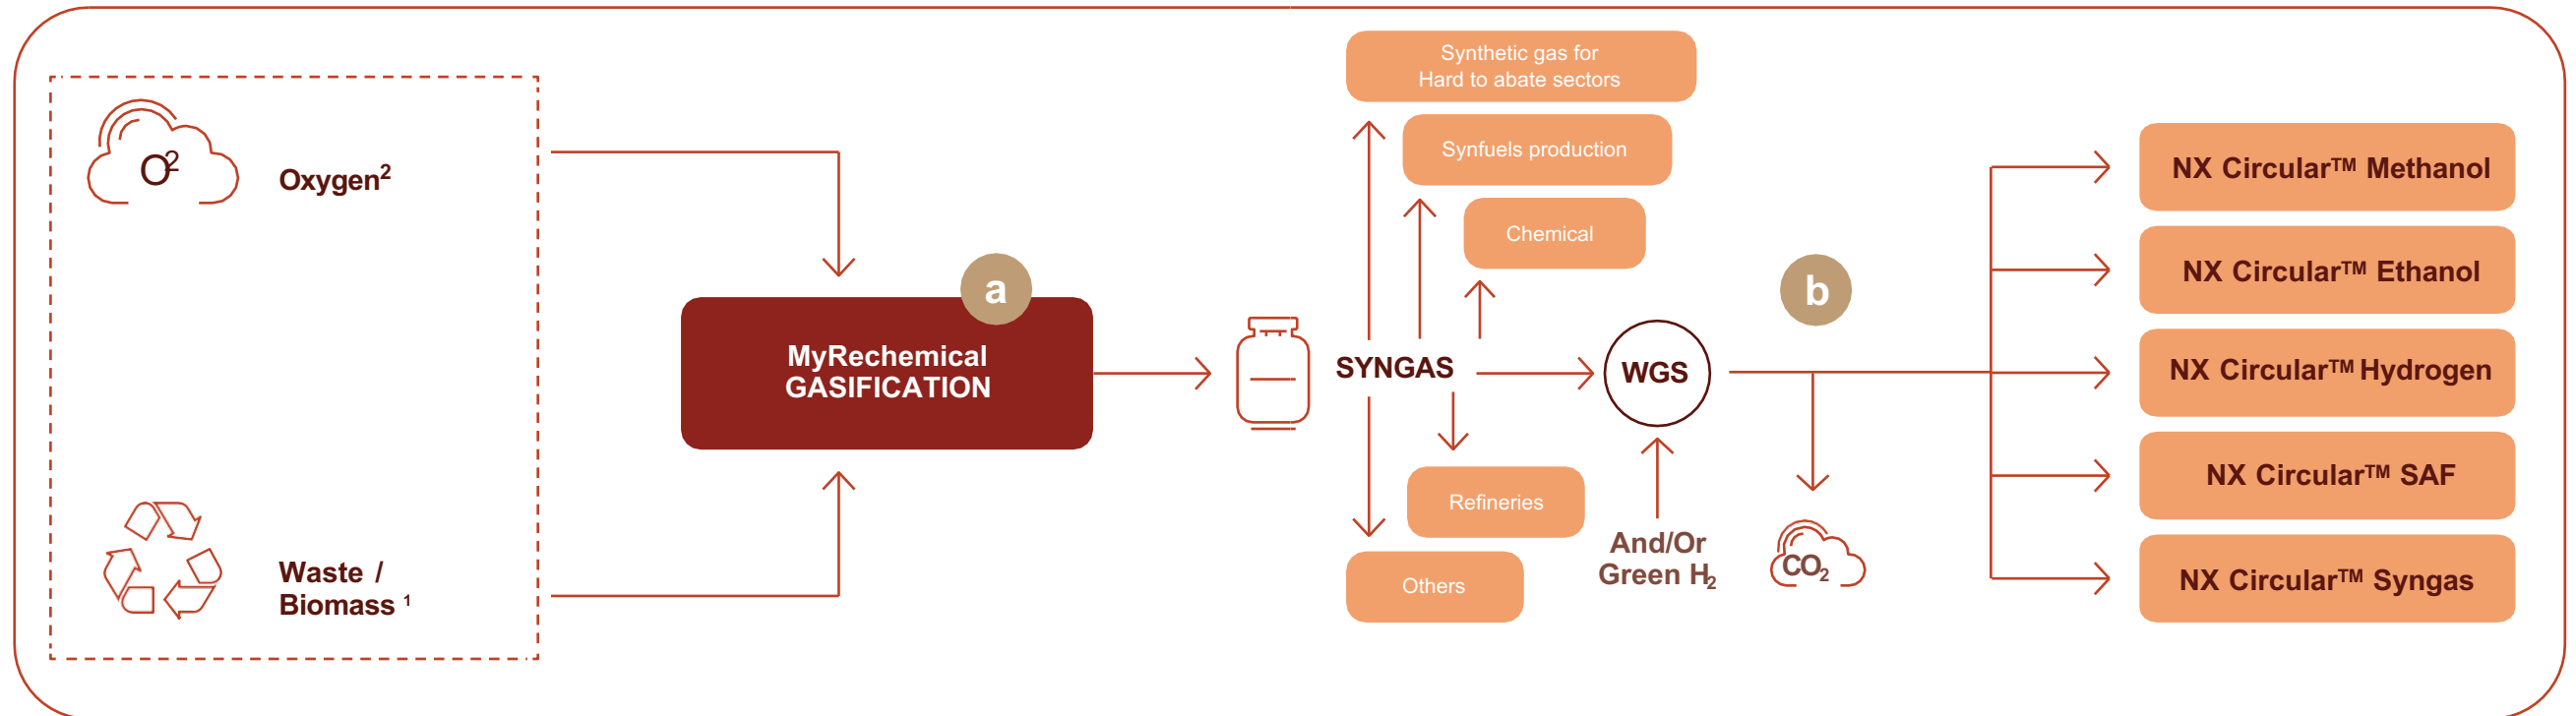 O2
Oxygen2
Waste /
Biomass 1
a
MyRechemical
GASIFICATION
Synthetic gas for
Hard to abate sectors
Synfuels production
Chemical
SYNGAS
Refineries
Others
WGS
And/Or
Green H2
b
CO2
NX Circular™ Methanol
NX Circular™ Ethanol
NX Circular™ Hydrogen
NX Circular™ SAF
NX Circular™ Syngas